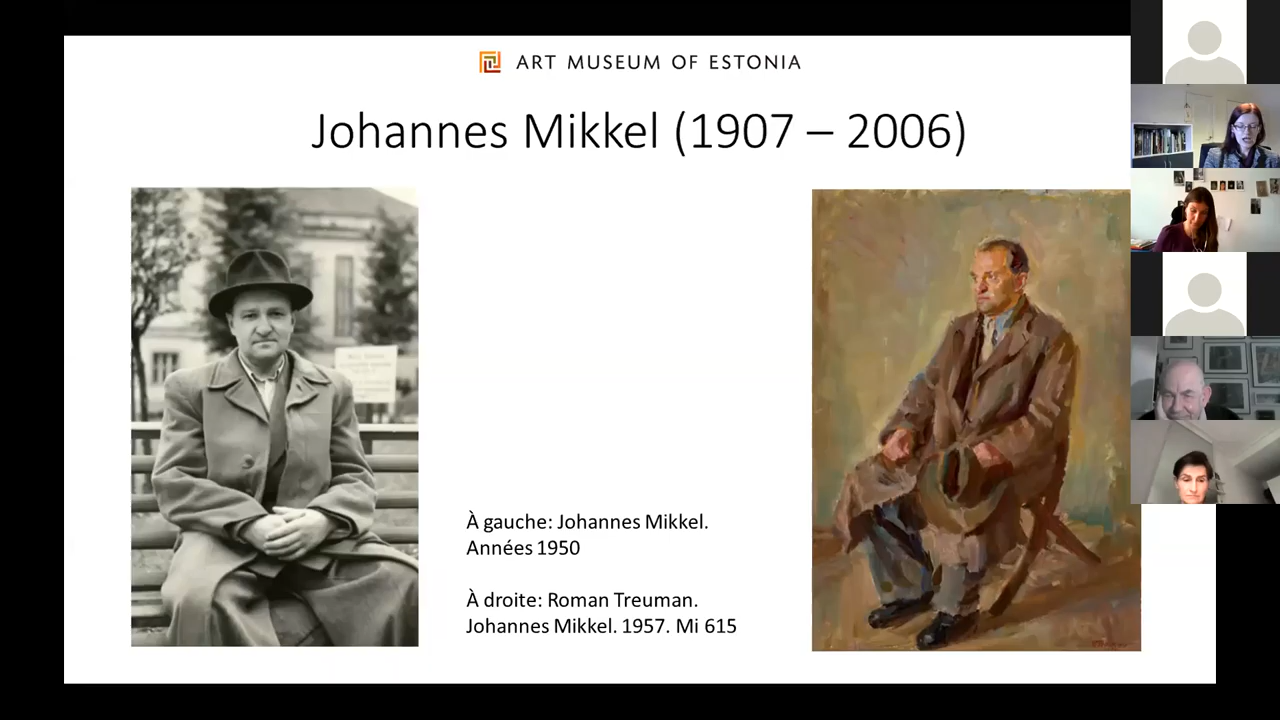 ART MUSEUM OF ESTONIA
Johannes Mikkel (1907 – 2006)
À gauche: Johannes Mikkel.
Années 1950
À droite: Roman Treuman.
Johannes Mikkel. 1957. Mi 615